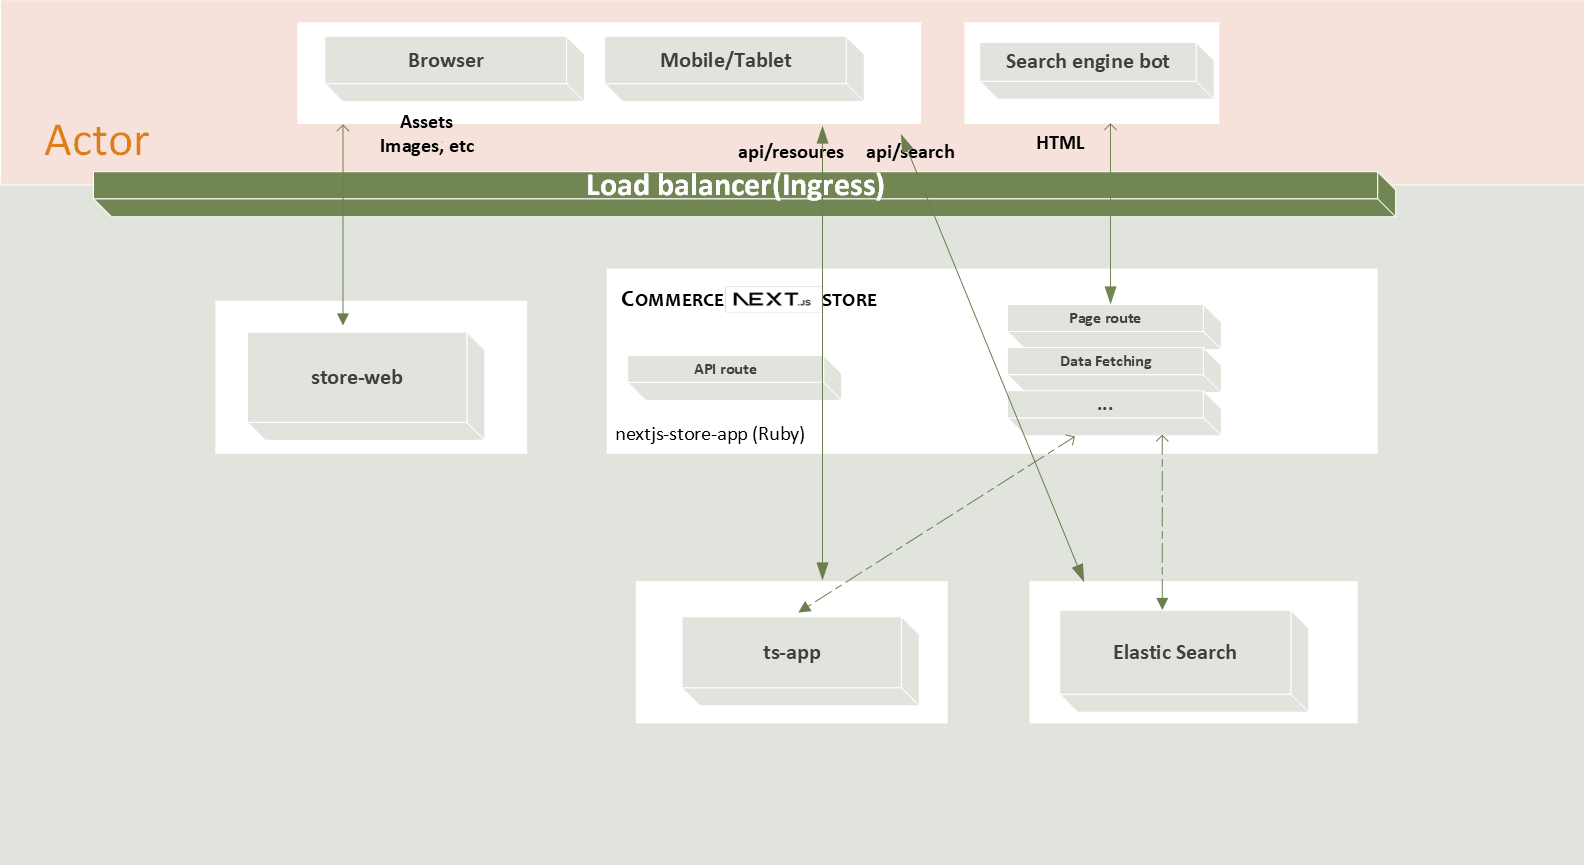 Browser
Mobile/Tablet
Search engine bot
Actor
Assets
Images, etc
api/resoures
api/search
HTML
Load balancer(Ingress)
COMMERCE NEXT.JS STORE
Page route
Data Fetching
...
API route
nextjs-store-app (Ruby)
store-web
ts-app
Elastic Search